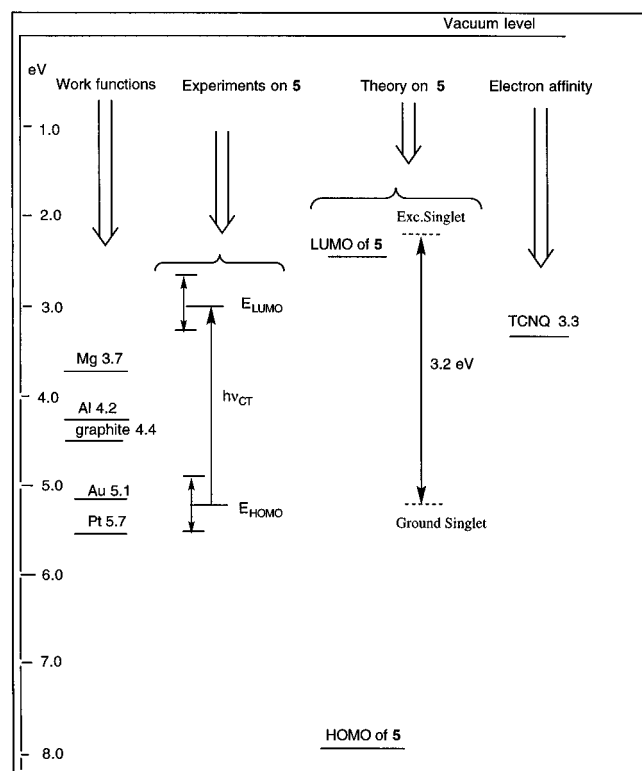 Vacuum level
eV
Work functions
Experiments on 5
Theory on 5
Electron affinity
1.0
2.0
3.0
4.0
5.0
6.0
7.0
8.0
Mg 3.7
Al 4.2
graphite 4.4
Au 5.1
Pt 5.7
E_LUMO
hν_CT
E_HOMO
Exc.Singlet
LUMO of 5
3.2 eV
Ground Singlet
HOMO of 5
TCNQ 3.3